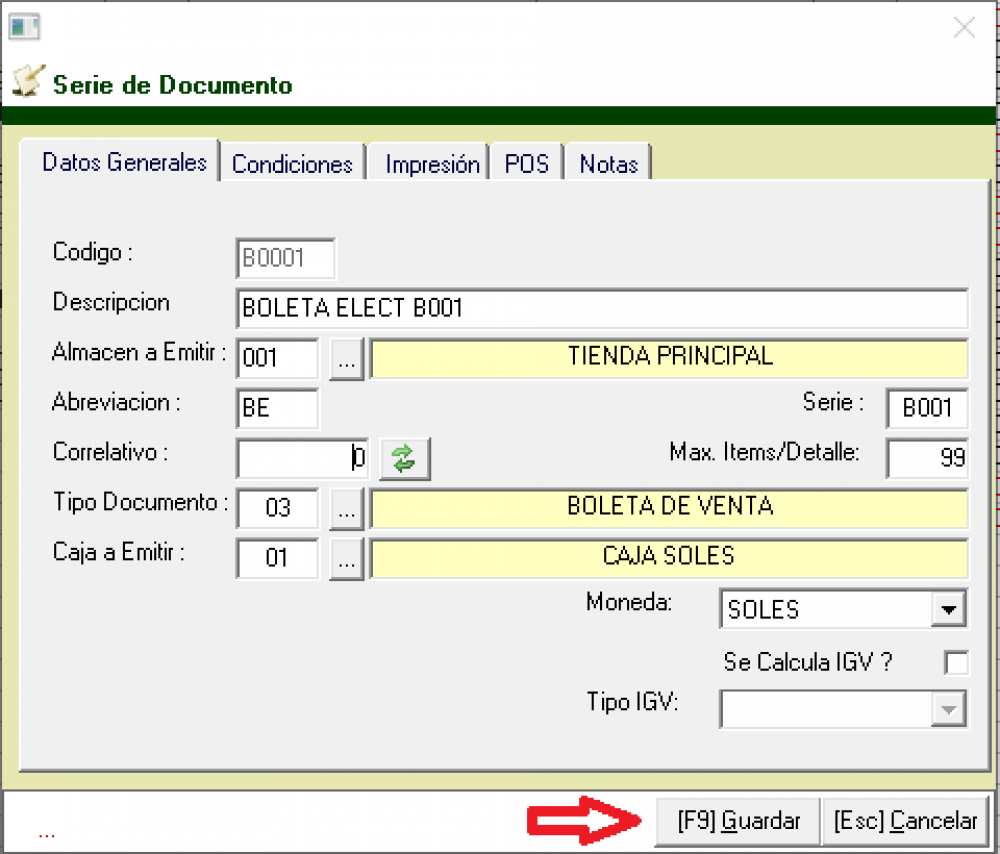 Serie de Documento
Datos Generales Condiciones Impresión POS Notas
Codigo : B0001
Descripcion BOLETA ELECT B001
Almacen a Emitir : 001 ... TIENDA PRINCIPAL
Abreviacion : BE Serie : B001
Correlativo : 0 Max. Items/Detalle: 99
Tipo Documento : 03 ... BOLETA DE VENTA
Caja a Emitir : 01 ... CAJA SOLES
Moneda: SOLES
Se Calcula IGV ?
Tipo IGV:
... [F9] Guardar [Esc] Cancelar